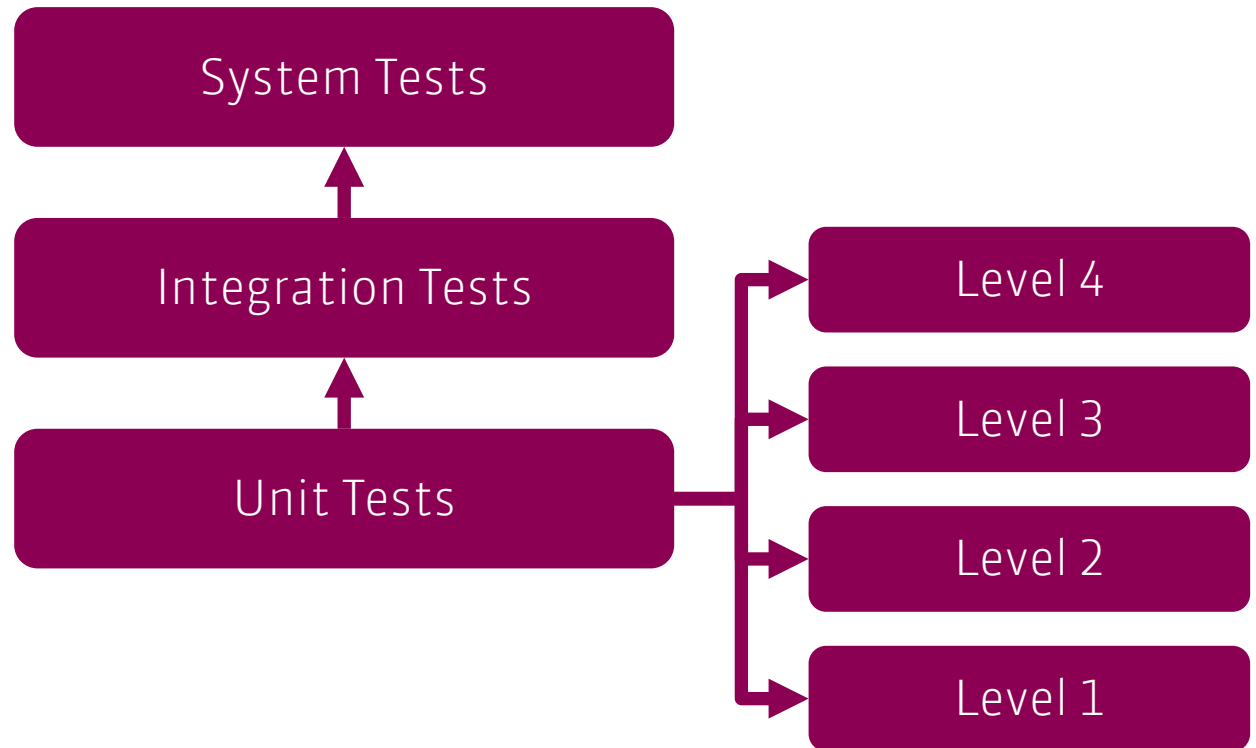 System Tests
Integration Tests
Unit Tests
Level 4
Level 3
Level 2
Level 1